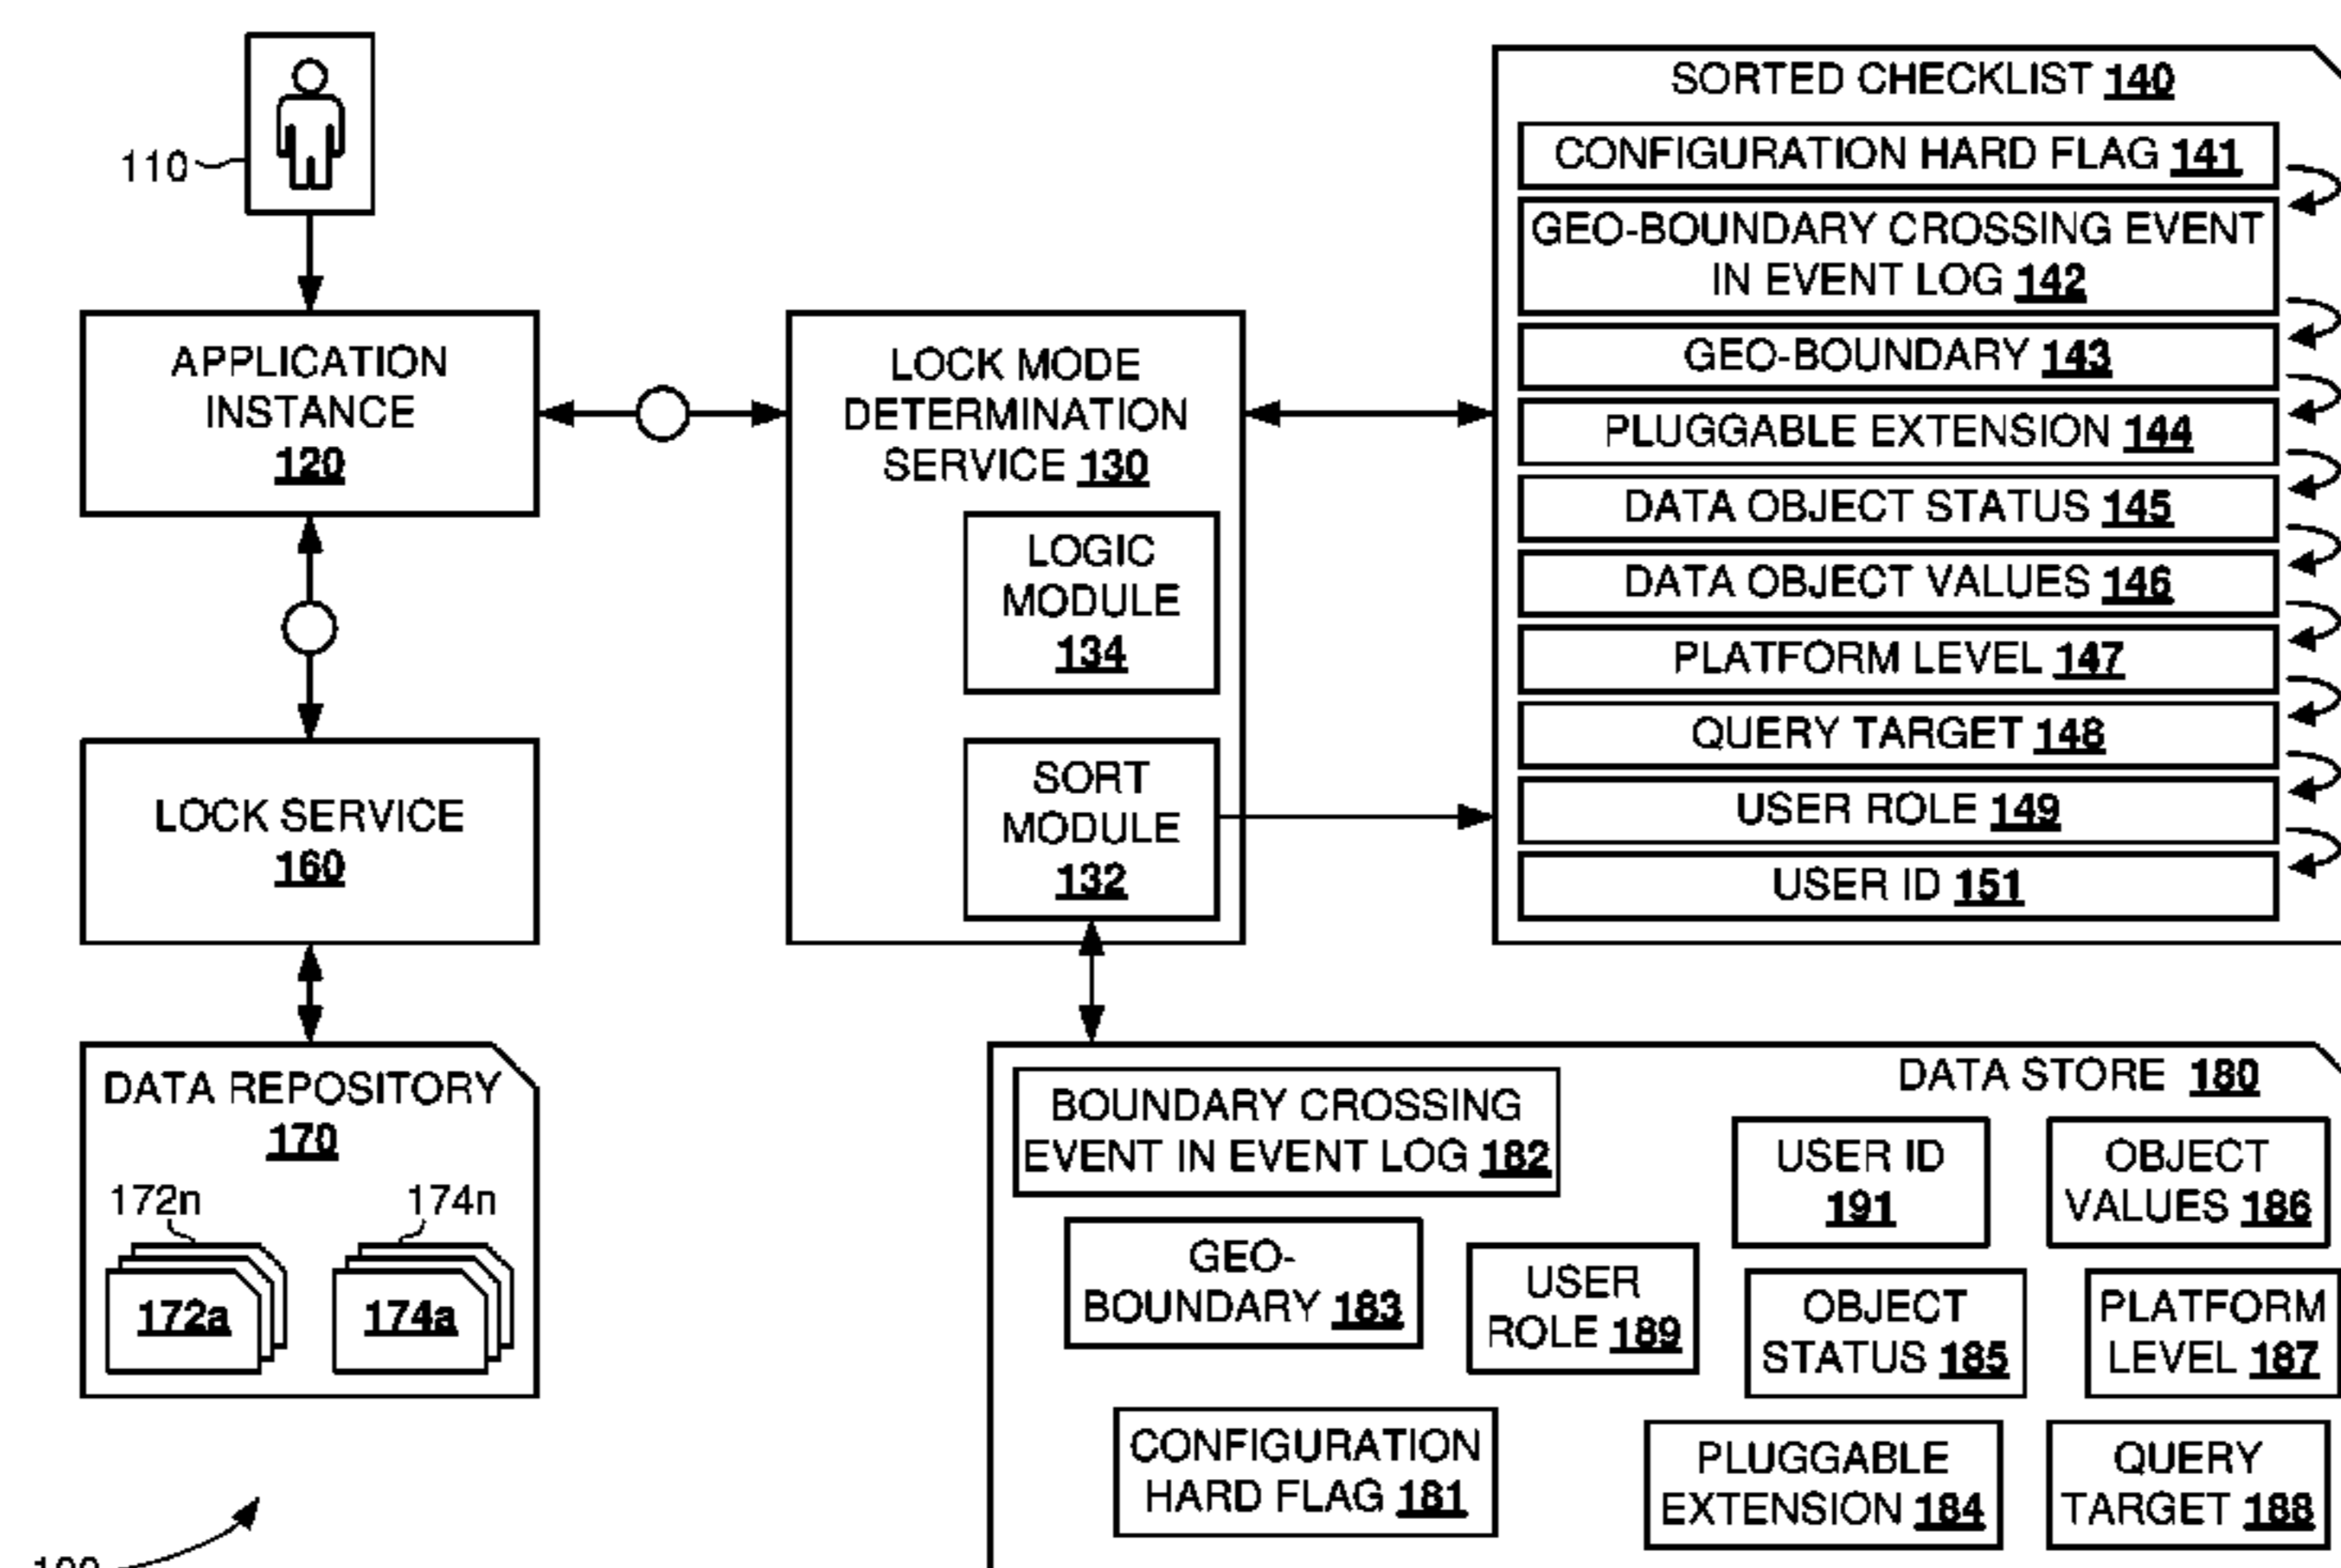 110
APPLICATION
INSTANCE
120
LOCK SERVICE
160
DATA REPOSITORY
170
172n
174n
172a
174a
LOCK MODE
DETERMINATION
SERVICE 130
LOGIC
MODULE
134
SORT
MODULE
132
SORTED CHECKLIST 140
CONFIGURATION HARD FLAG 141
GEO-BOUNDARY CROSSING EVENT
IN EVENT LOG 142
GEO-BOUNDARY 143
PLUGGABLE EXTENSION 144
DATA OBJECT STATUS 145
DATA OBJECT VALUES 146
PLATFORM LEVEL 147
QUERY TARGET 148
USER ROLE 149
USER ID 151
DATA STORE 180
BOUNDARY CROSSING
EVENT IN EVENT LOG 182
USER ID
191
OBJECT
VALUES 186
GEO-
BOUNDARY 183
USER
ROLE 189
OBJECT
STATUS 185
PLATFORM
LEVEL 187
CONFIGURATION
HARD FLAG 181
PLUGGABLE
EXTENSION 184
QUERY
TARGET 188